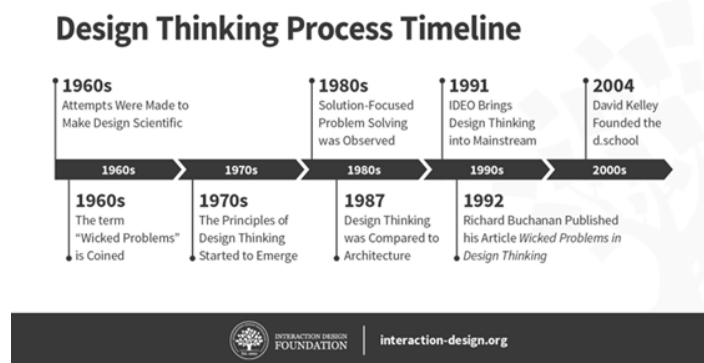 Design Thinking Process Timeline
1960s
Attempts Were Made to
Make Design Scientific
1980s
Solution-Focused
Problem Solving
was Observed
1991
IDEO Brings
Design Thinking
into Mainstream
2004
David Kelley
Founded the
d.school
1960s
1970s
1980s
1990s
2000s
1960s
The term
“Wicked Problems”
is Coined
1970s
The Principles of
Design Thinking
Started to Emerge
1987
Design Thinking
was Compared to
Architecture
1992
Richard Buchanan Published
his Article Wicked Problems in
Design Thinking
INTERACTION DESIGN
FOUNDATION
interaction-design.org